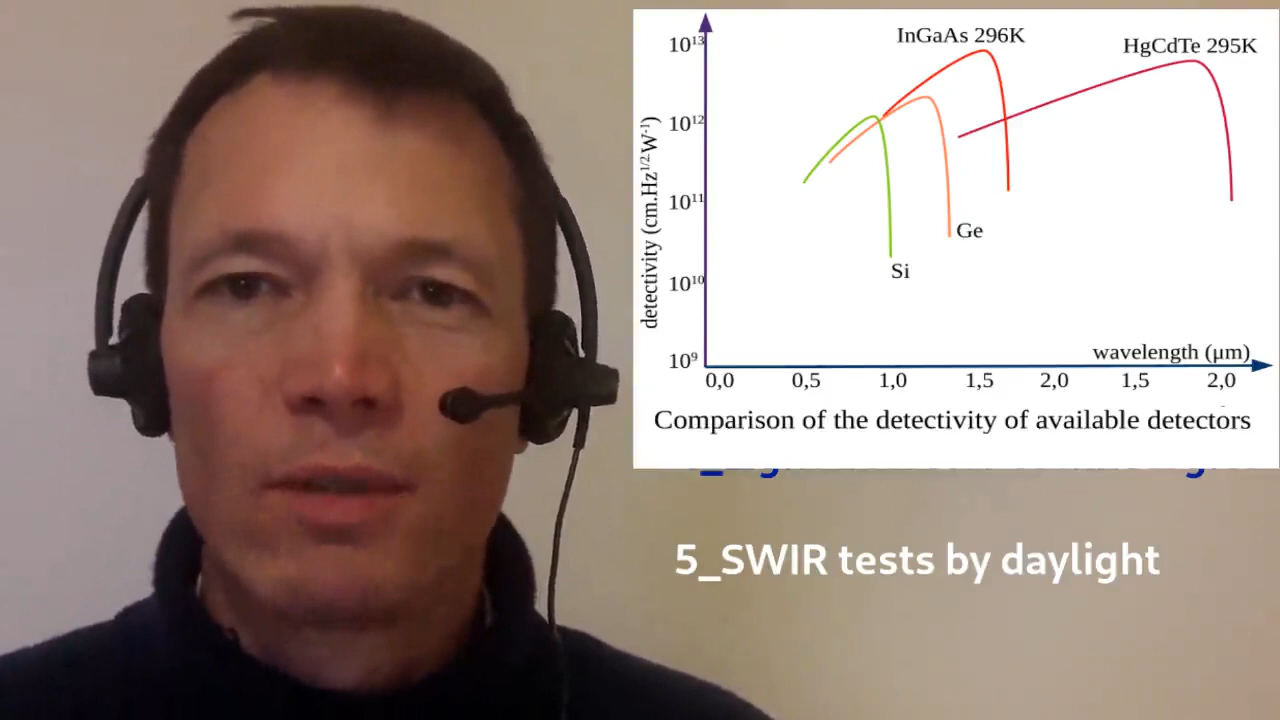 InGaAs 296K
HgCdTe 295K
10¹³
10¹²
10¹¹
10¹⁰
10⁹
detectivity (cm.Hz¹/²W⁻¹)
Ge
Si
wavelength (μm)
0,0 0,5 1,0 1,5 2,0 1,5 2,0
Comparison of the detectivity of available detectors
5_SWIR tests by daylight